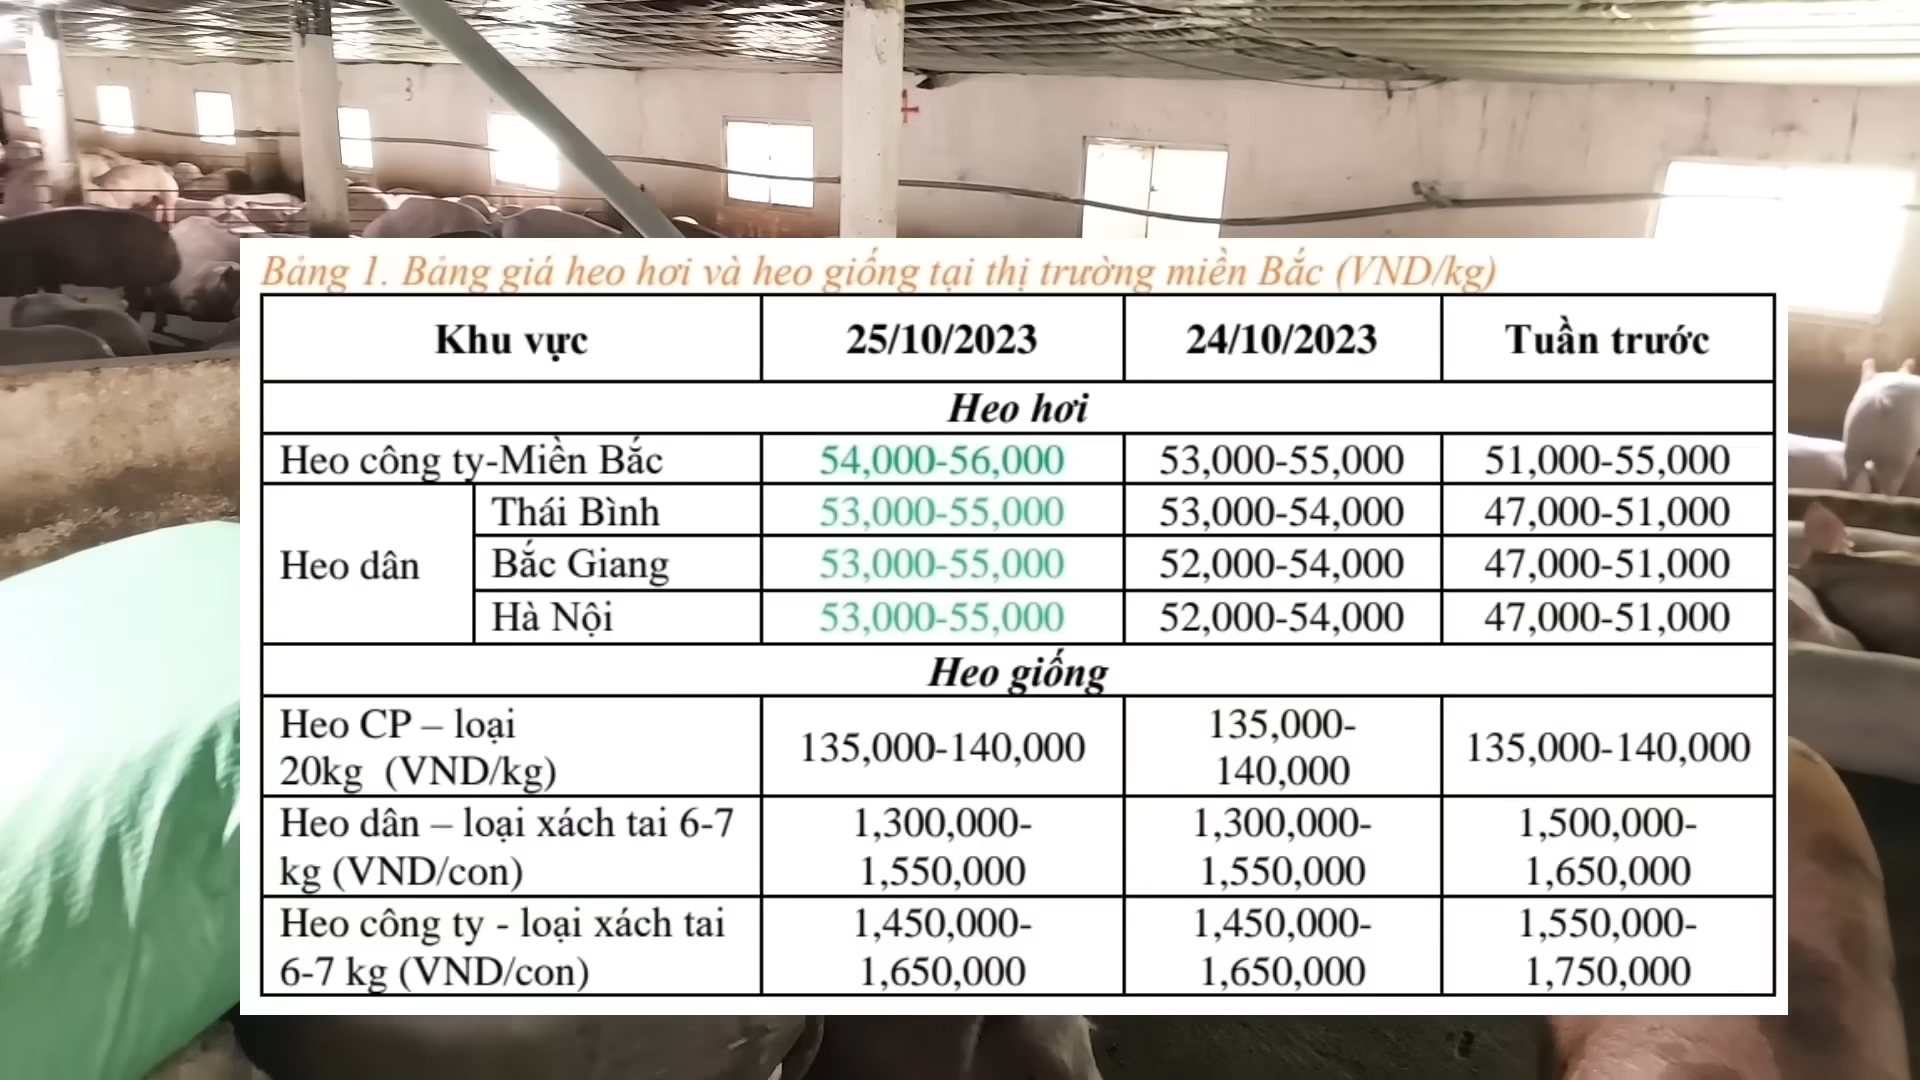 Bảng 1. Bảng giá heo hơi và heo giống tại thị trường miền Bắc (VND/kg)
Khu vực 25/10/2023 24/10/2023 Tuần trước
Heo hơi
Heo công ty-Miền Bắc 54,000-56,000 53,000-55,000 51,000-55,000
Heo dân
Thái Bình 53,000-55,000 53,000-54,000 47,000-51,000
Bắc Giang 53,000-55,000 52,000-54,000 47,000-51,000
Hà Nội 53,000-55,000 52,000-54,000 47,000-51,000
Heo giống
Heo CP – loại
20kg (VND/kg)
135,000-140,000
135,000-
140,000
135,000-140,000
Heo dân – loại xách tai 6-7
kg (VND/con)
1,300,000-
1,550,000
1,300,000-
1,550,000
1,500,000-
1,650,000
Heo công ty - loại xách tai
6-7 kg (VND/con)
1,450,000-
1,650,000
1,450,000-
1,650,000
1,550,000-
1,750,000